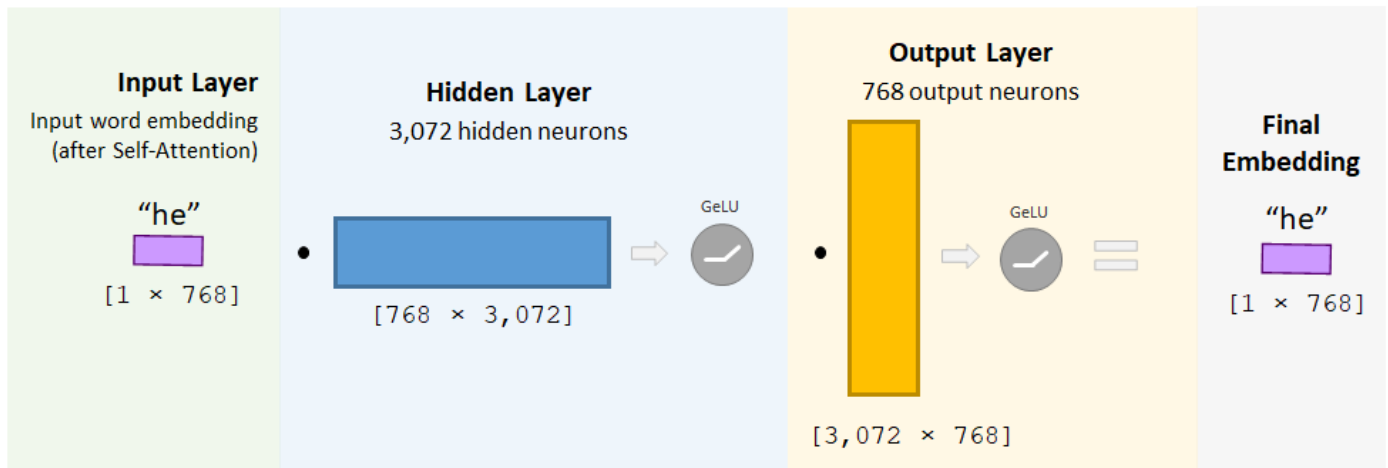 Input Layer
Input word embedding
(after Self-Attention)
“he”
[1 × 768]
Hidden Layer
3,072 hidden neurons
[768 × 3,072]
GeLU
Output Layer
768 output neurons
[3,072 × 768]
GeLU
Final
Embedding
“he”
[1 × 768]